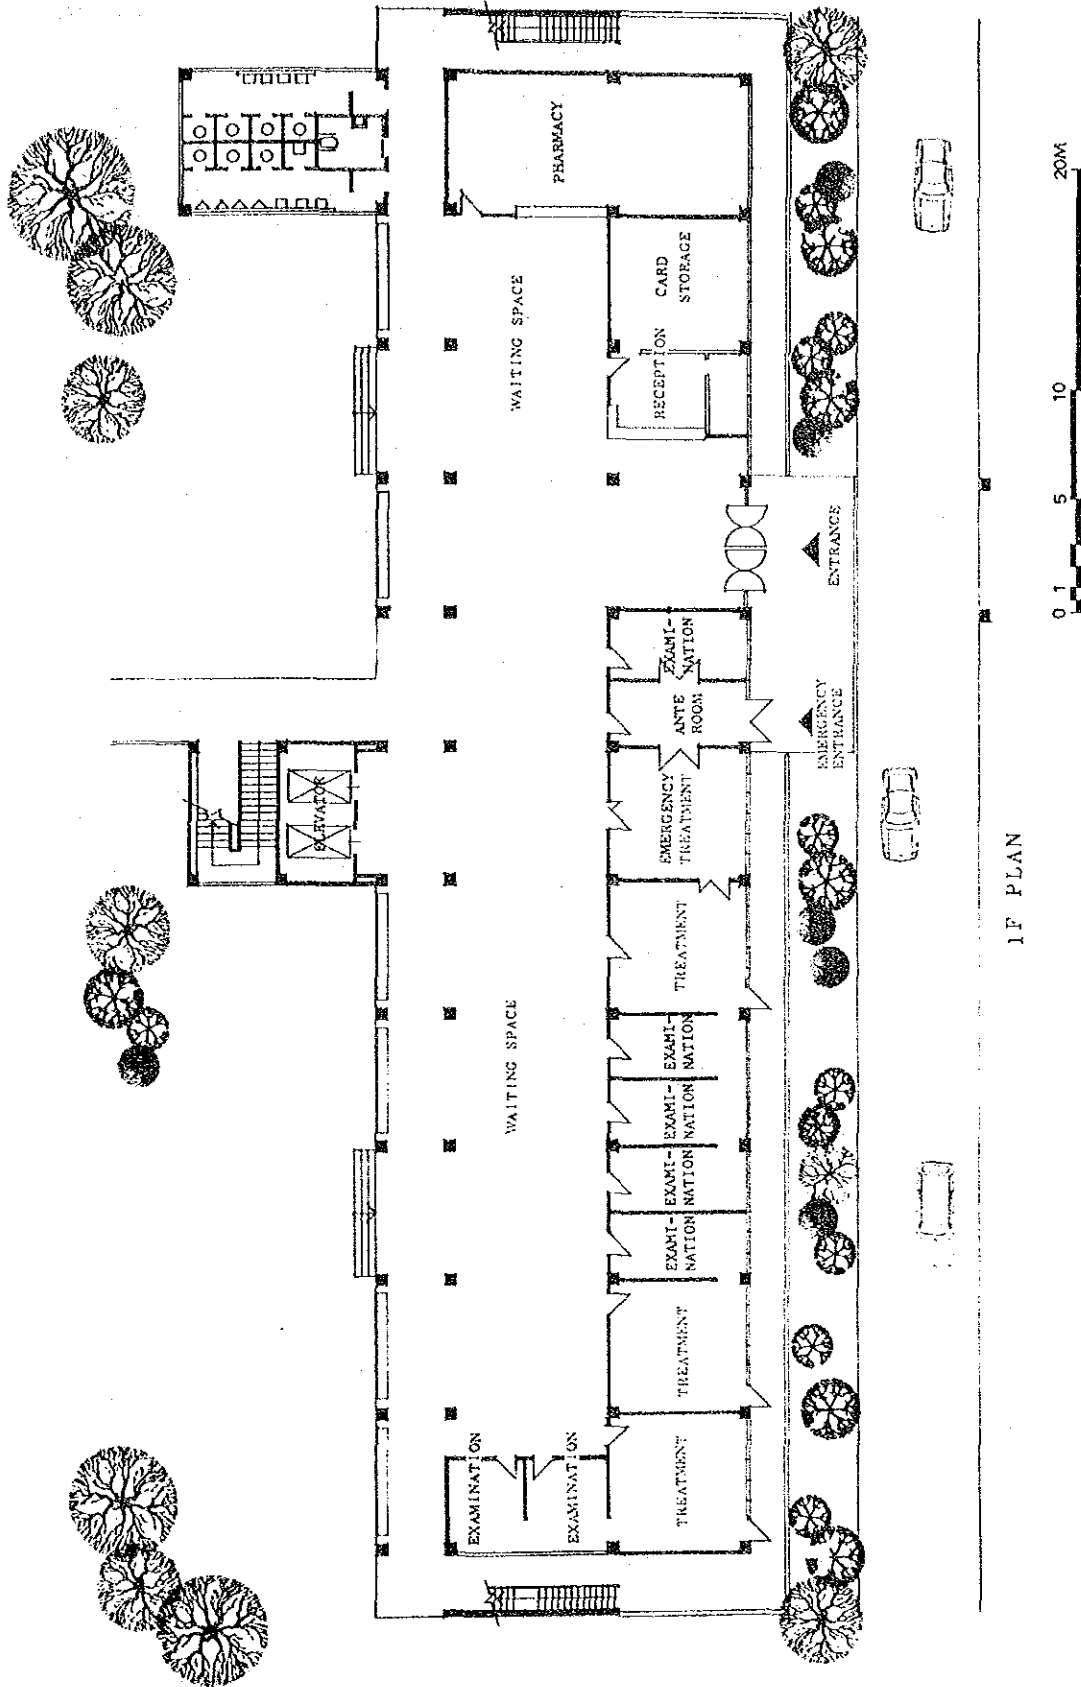 PHARMACY
WAITING SPACE
CARD
STORAGE
RECEPTION
ENTRANCE
EXAMI-
NATION
ANTE
ROOM
EMERGENCY
ENTRANCE
ELEVATOR
EMERGENCY
TREATMENT
TREATMENT
WAITING SPACE
EXAMI-
NATION
EXAMI-
NATION
EXAMI-
NATION
EXAMI-
NATION
TREATMENT
EXAMINATION
EXAMINATION
TREATMENT
1F PLAN
0 1 5 10 20M